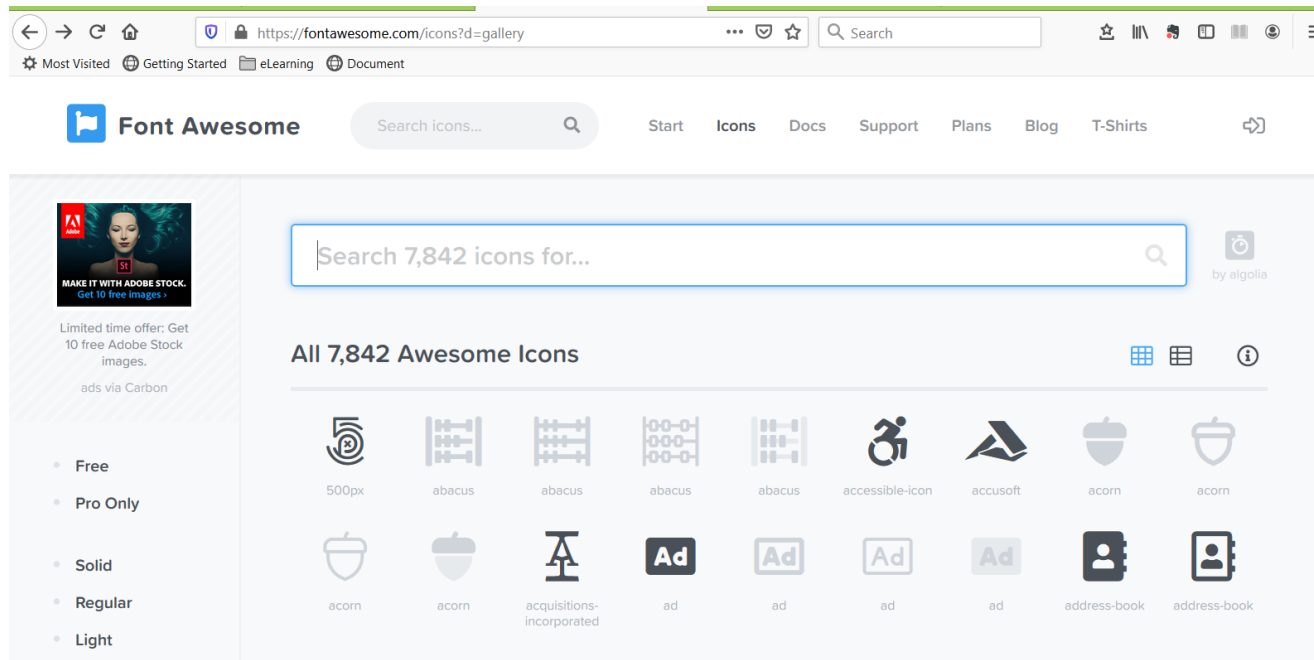 https://fontawesome.com/icons?d=gallery
Search
Most Visited Getting Started eLearning Document
Font Awesome
Search icons...
Start Icons Docs Support Plans Blog T-Shirts
Adobe
St
MAKE IT WITH ADOBE STOCK.
Get 10 free images ›
Limited time offer: Get
10 free Adobe Stock
images.
ads via Carbon
Free
Pro Only
Solid
Regular
Light
Search 7,842 icons for...
by algolia
All 7,842 Awesome Icons
500px abacus abacus abacus abacus accessible-icon accusoft acorn acorn
Ad Ad Ad Ad
acorn acorn acquisitions-incorporated ad ad ad ad address-book address-book